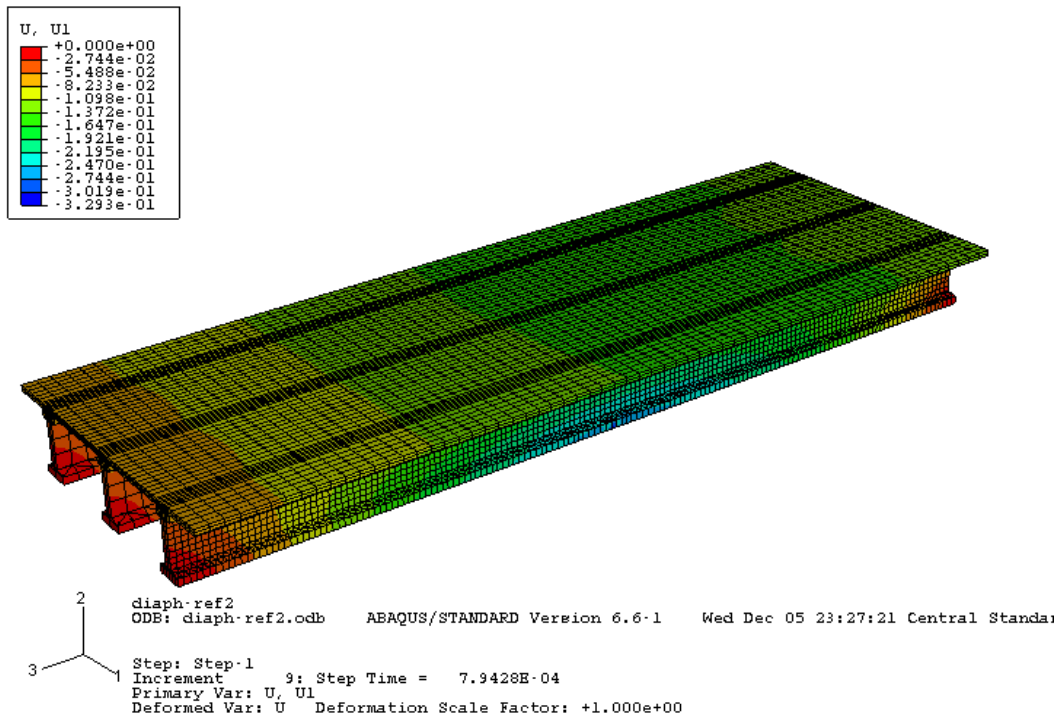 U, U1
+0.000e+00
-2.744e-02
-5.488e-02
-8.233e-02
-1.098e-01
-1.372e-01
-1.647e-01
-1.921e-01
-2.195e-01
-2.470e-01
-2.744e-01
-3.019e-01
-3.293e-01
2
3
1
diaph-ref2
ODB: diaph-ref2.odb ABAQUS/STANDARD Version 6.6-1 Wed Dec 05 23:27:21 Central Standar
Step: Step-1
Increment 9: Step Time = 7.9428E-04
Primary Var: U, U1
Deformed Var: U Deformation Scale Factor: +1.000e+00